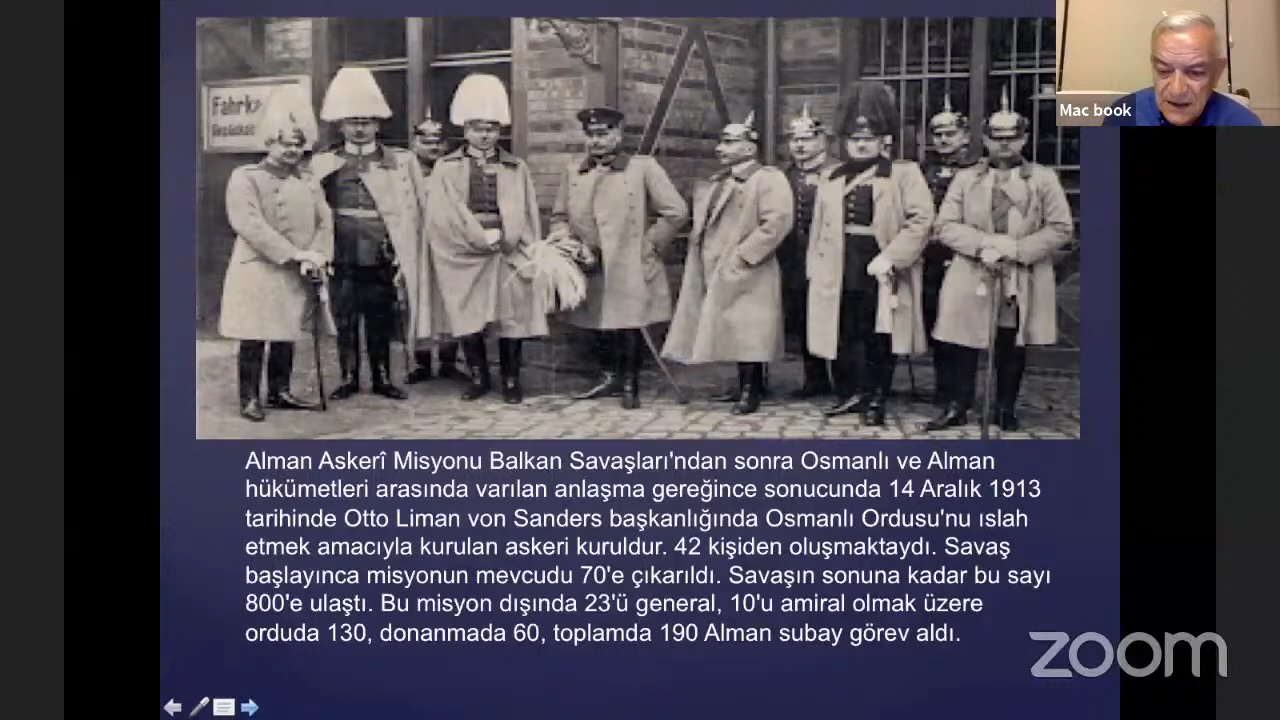 Fahrk
Mac book
Alman Askerî Misyonu Balkan Savaşları'ndan sonra Osmanlı ve Alman
hükümetleri arasında varılan anlaşma gereğince sonucunda 14 Aralık 1913
tarihinde Otto Liman von Sanders başkanlığında Osmanlı Ordusu'nu ıslah
etmek amacıyla kurulan askeri kuruldur. 42 kişiden oluşmaktaydı. Savaş
başlayınca misyonun mevcudu 70'e çıkarıldı. Savaşın sonuna kadar bu sayı
800'e ulaştı. Bu misyon dışında 23'ü general, 10'u amiral olmak üzere
orduda 130, donanmada 60, toplamda 190 Alman subay görev aldı.
zoom